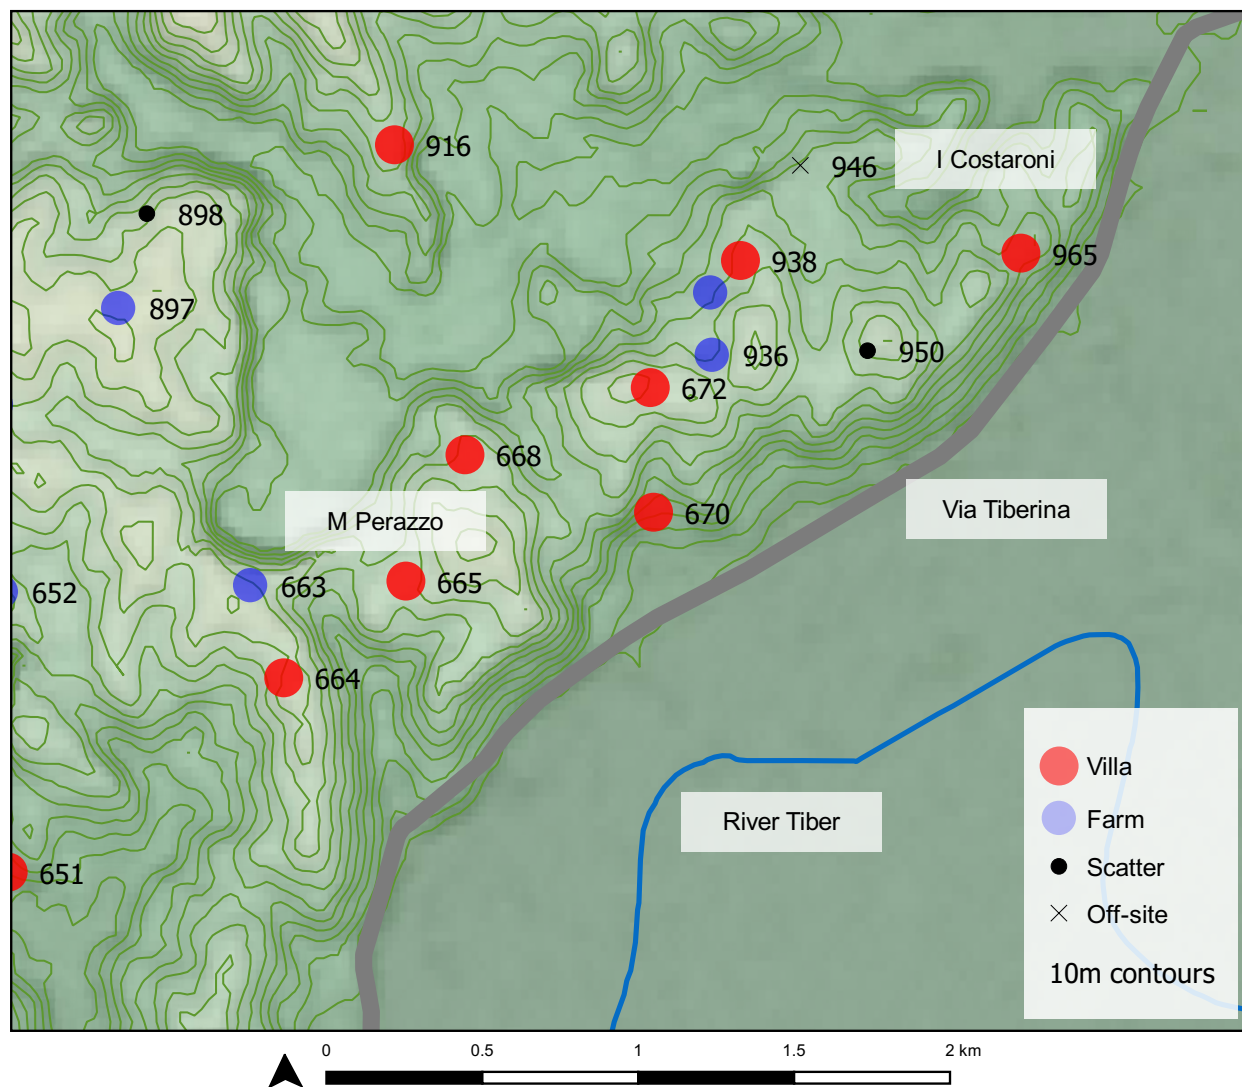 916
I Costaroni
946
898
938
965
897
936
950
672
668
M Perazzo
670
Via Tiberina
663
665
652
664
Villa
River Tiber
Farm
651
Scatter
Off-site
10m contours
0
0.5
1
1.5
2 km